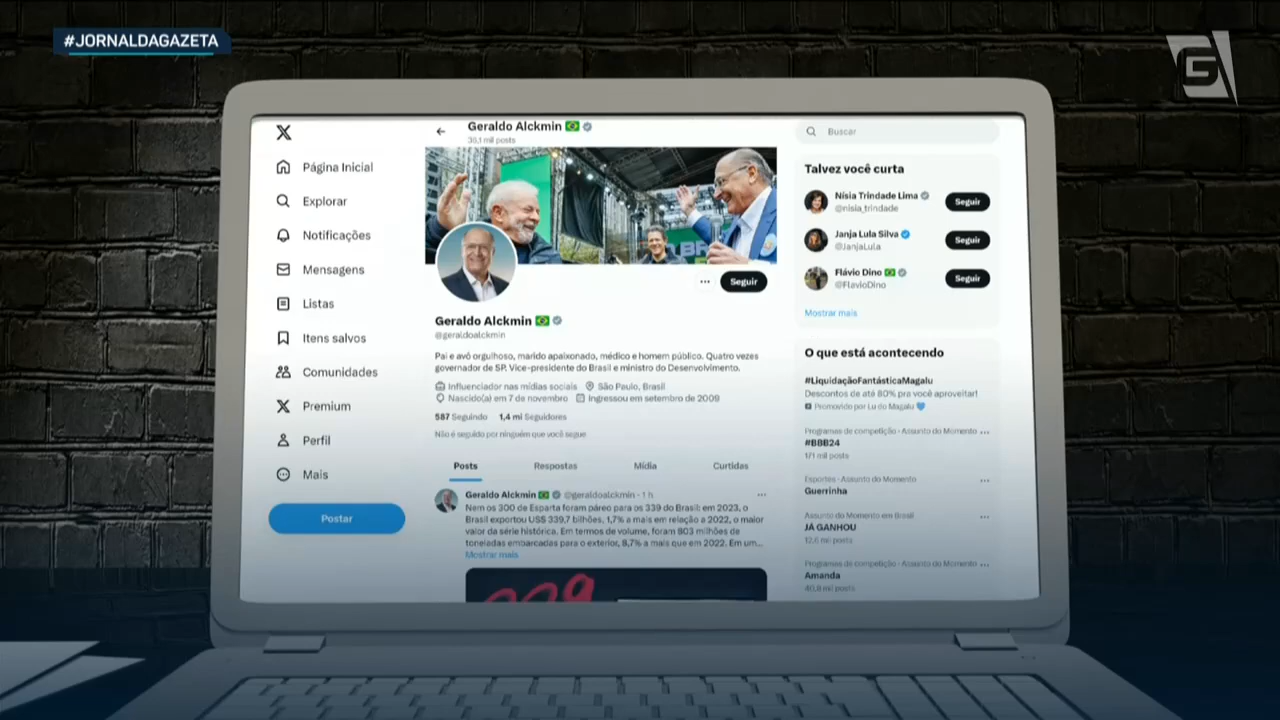 #JORNALDAGAZETA
G
X
Página Inicial
Explorar
Notificações
Mensagens
Listas
Itens salvos
Comunidades
Premium
Perfil
Mais
Postar
Geraldo Alckmin
38,1 mil posts
BRA
Seguir
Geraldo Alckmin
@geraldoalckmin
Pai e avô orgulhoso, marido apaixonado, médico e homem público. Quatro vezes
governador de SP. Vice-presidente do Brasil e ministro do Desenvolvimento.
Influenciador nas mídias sociais São Paulo, Brasil
Nascido(a) em 7 de novembro Ingressou em setembro de 2009
587 Seguindo 1,4 mi Seguidores
Não é seguido por ninguém que você segue
Posts Respostas Mídia Curtidas
Geraldo Alckmin @geraldoalckmin · 1 h
Nem os 300 de Esparta foram páreo para os 339 do Brasil: em 2023, o
Brasil exportou US$ 339,7 bilhões, 1,7% a mais em relação a 2022, o maior
valor da série histórica. Em termos de volume, foram 803 milhões de
toneladas embarcadas para o exterior, 8,7% a mais que em 2022. Em um...
Mostrar mais
339
Buscar
Talvez você curta
Nísia Trindade Lima
@nisia_trindade
Seguir
Janja Lula Silva
@JanjaLula
Seguir
Flávio Dino
@FlavioDino
Seguir
Mostrar mais
O que está acontecendo
#LiquidaçãoFantásticaMagalu
Descontos de até 80% pra você aproveitar!
Promovido por Lu do Magalu
Programas de competição · Assunto do Momento
#BBB24
171 mil posts
Esportes · Assunto do Momento
Guerrinha
Assunto do Momento em Brasil
JÁ GANHOU
12,6 mil posts
Programas de competição · Assunto do Momento
Amanda
40,8 mil posts